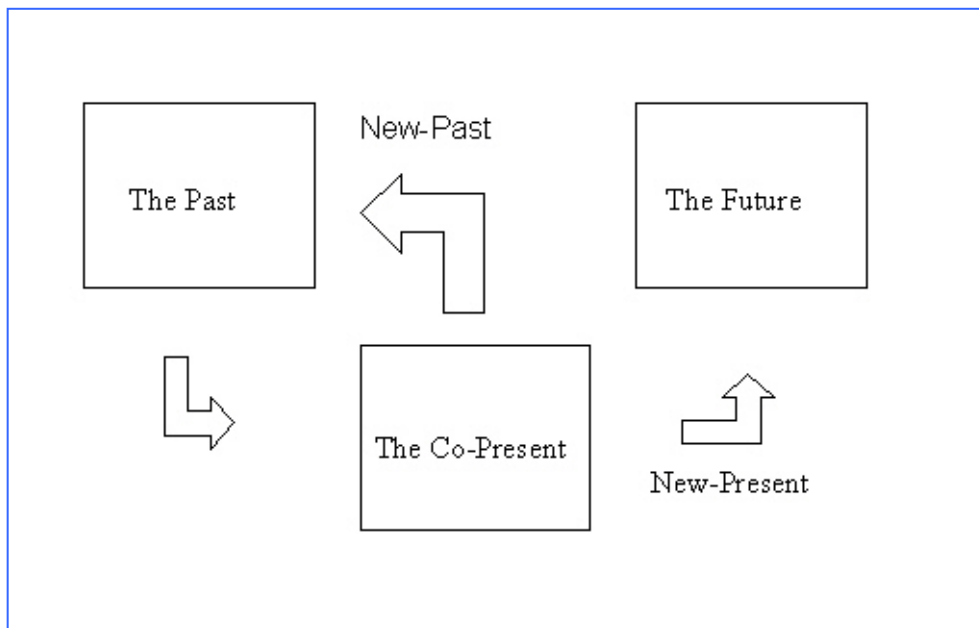 New-Past
The Past
The Future
The Co-Present
New-Present